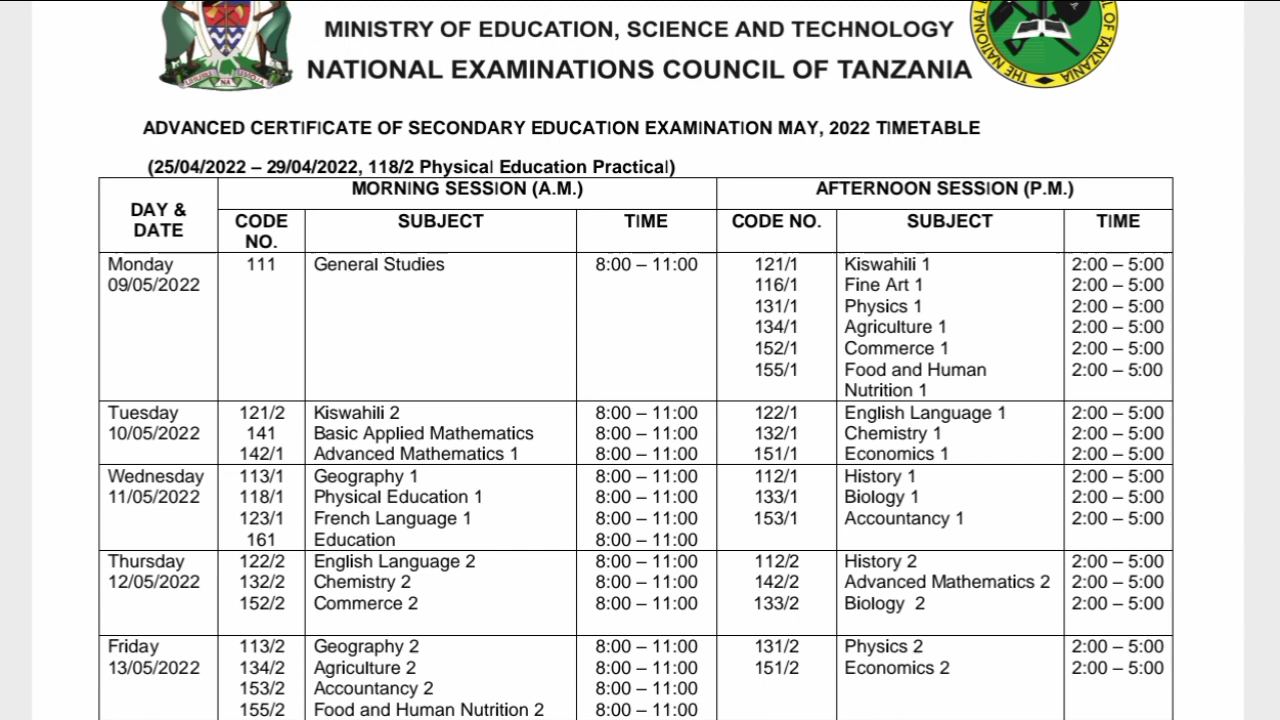 MINISTRY OF EDUCATION, SCIENCE AND TECHNOLOGY
NATIONAL EXAMINATIONS COUNCIL OF TANZANIA
ADVANCED CERTIFICATE OF SECONDARY EDUCATION EXAMINATION MAY, 2022 TIMETABLE
(25/04/2022 – 29/04/2022, 118/2 Physical Education Practical)
DAY & DATE MORNING SESSION (A.M.) AFTERNOON SESSION (P.M.)
CODE NO. SUBJECT TIME CODE NO. SUBJECT TIME
Monday 111 General Studies 8:00 – 11:00 121/1 Kiswahili 1 2:00 – 5:00
09/05/2022 116/1 Fine Art 1 2:00 – 5:00
131/1 Physics 1 2:00 – 5:00
134/1 Agriculture 1 2:00 – 5:00
152/1 Commerce 1 2:00 – 5:00
155/1 Food and Human 2:00 – 5:00
Nutrition 1
Tuesday 121/2 Kiswahili 2 8:00 – 11:00 122/1 English Language 1 2:00 – 5:00
10/05/2022 141 Basic Applied Mathematics 8:00 – 11:00 132/1 Chemistry 1 2:00 – 5:00
142/1 Advanced Mathematics 1 8:00 – 11:00 151/1 Economics 1 2:00 – 5:00
Wednesday 113/1 Geography 1 8:00 – 11:00 112/1 History 1 2:00 – 5:00
11/05/2022 118/1 Physical Education 1 8:00 – 11:00 133/1 Biology 1 2:00 – 5:00
123/1 French Language 1 8:00 – 11:00 153/1 Accountancy 1 2:00 – 5:00
161 Education 8:00 – 11:00
Thursday 122/2 English Language 2 8:00 – 11:00 112/2 History 2 2:00 – 5:00
12/05/2022 132/2 Chemistry 2 8:00 – 11:00 142/2 Advanced Mathematics 2 2:00 – 5:00
152/2 Commerce 2 8:00 – 11:00 133/2 Biology 2 2:00 – 5:00
Friday 113/2 Geography 2 8:00 – 11:00 131/2 Physics 2 2:00 – 5:00
13/05/2022 134/2 Agriculture 2 8:00 – 11:00 151/2 Economics 2 2:00 – 5:00
153/2 Accountancy 2 8:00 – 11:00
155/2 Food and Human Nutrition 2 8:00 – 11:00